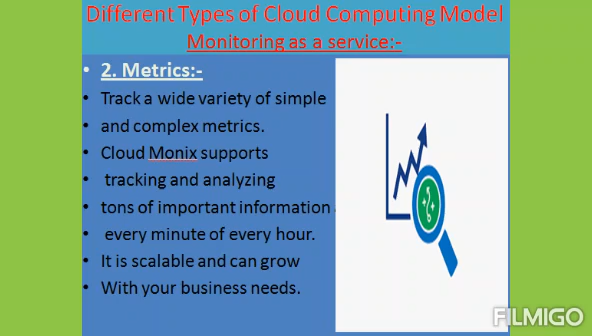 Different Types of Cloud Computing Model
Monitoring as a service:-
• 2. Metrics:-
• Track a wide variety of simple
• and complex metrics.
• Cloud Monix supports
• tracking and analyzing
• tons of important information
• every minute of every hour.
• It is scalable and can grow
• With your business needs.
FILMIGO